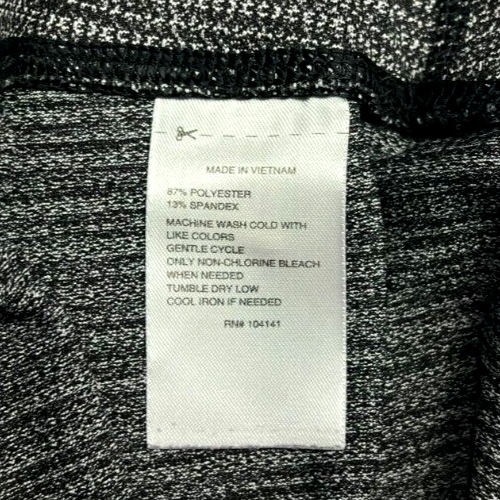 MADE IN VIETNAM
87% POLYESTER
13% SPANDEX
MACHINE WASH COLD WITH
LIKE COLORS
GENTLE CYCLE
ONLY NON-CHLORINE BLEACH
WHEN NEEDED
TUMBLE DRY LOW
COOL IRON IF NEEDED
RN# 104141